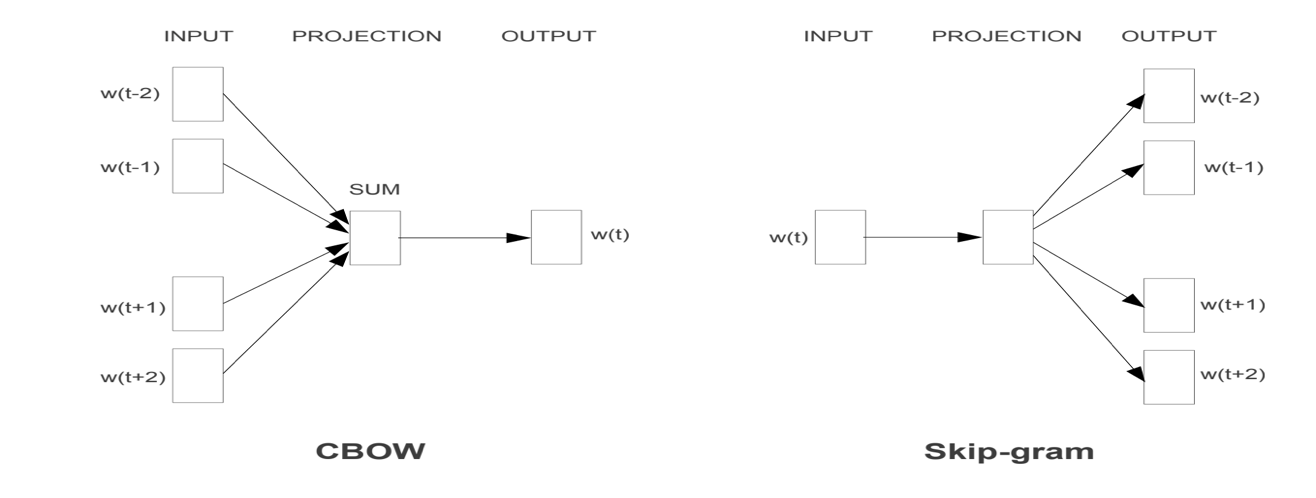 INPUT PROJECTION OUTPUT
w(t-2)
w(t-1)
SUM
w(t)
w(t+1)
w(t+2)
CBOW
INPUT PROJECTION OUTPUT
w(t-2)
w(t-1)
w(t)
w(t+1)
w(t+2)
Skip-gram